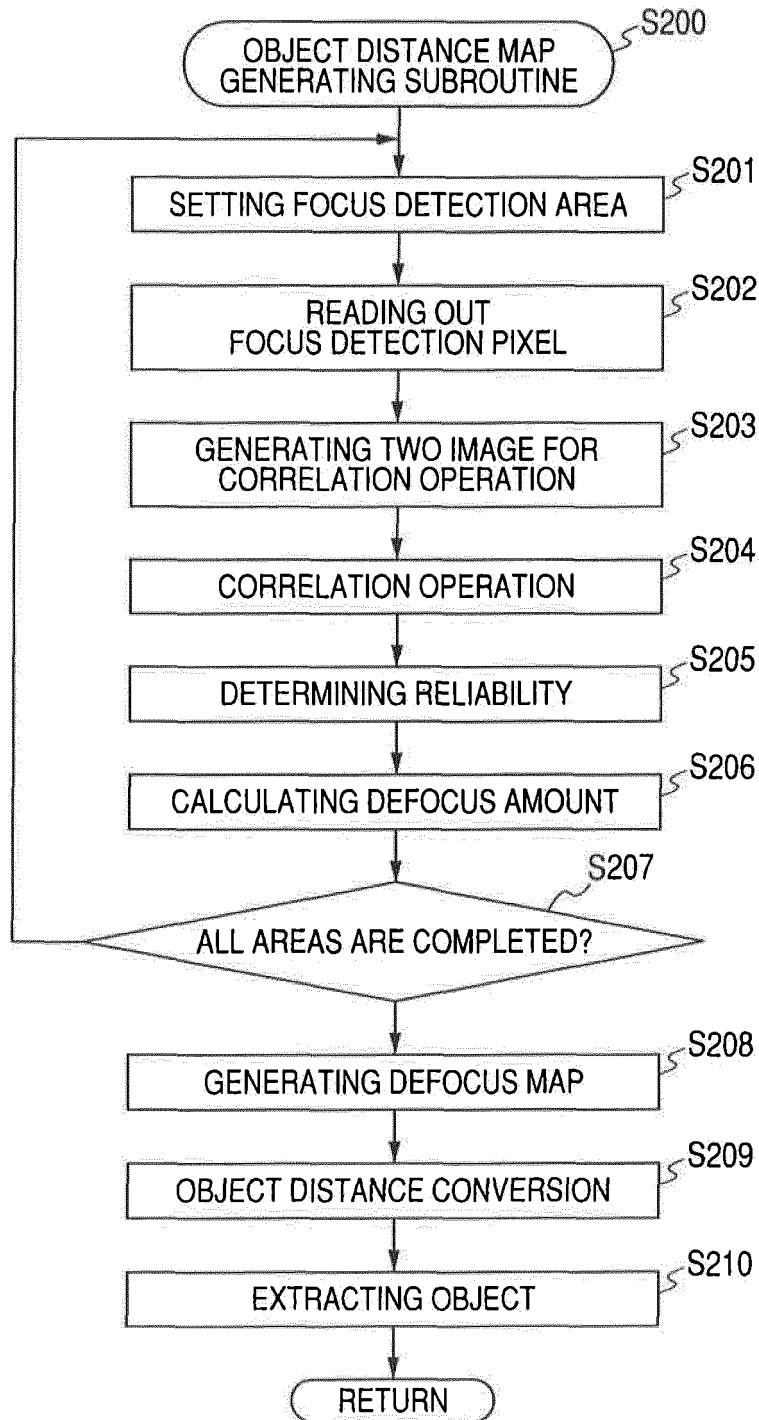 S200
OBJECT DISTANCE MAP
GENERATING SUBROUTINE
S201
SETTING FOCUS DETECTION AREA
S202
READING OUT
FOCUS DETECTION PIXEL
S203
GENERATING TWO IMAGE FOR
CORRELATION OPERATION
S204
CORRELATION OPERATION
S205
DETERMINING RELIABILITY
S206
CALCULATING DEFOCUS AMOUNT
S207
ALL AREAS ARE COMPLETED?
S208
GENERATING DEFOCUS MAP
S209
OBJECT DISTANCE CONVERSION
S210
EXTRACTING OBJECT
RETURN